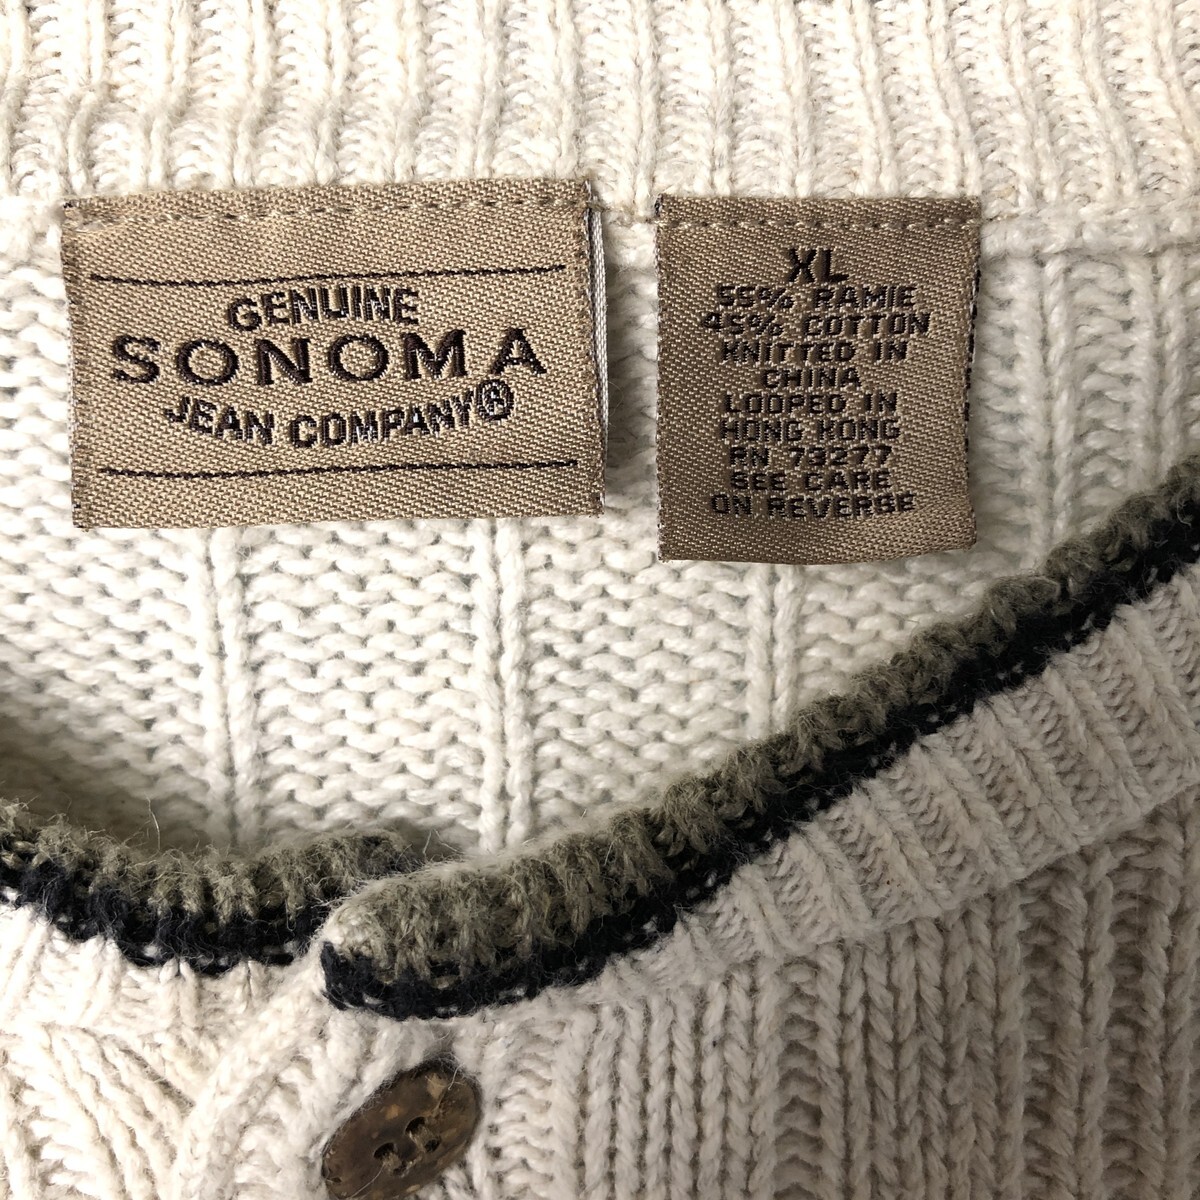 GENUINE
SONOMA
JEAN COMPANY®
XL
55% RAMIE
45% COTTON
KNITTED IN
CHINA
LOOPED IN
HONG KONG
RN 73277
SEE CARE
ON REVERSE